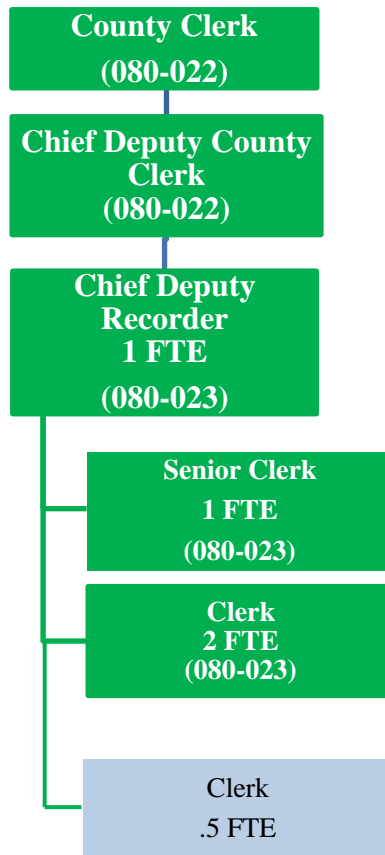 County Clerk
(080-022)
Chief Deputy County
Clerk
(080-022)
Chief Deputy
Recorder
1 FTE
(080-023)
Senior Clerk
1 FTE
(080-023)
Clerk
2 FTE
(080-023)
Clerk
.5 FTE